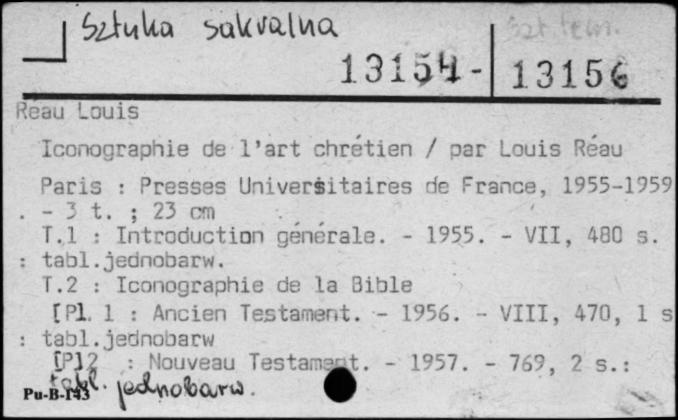 Sztuka sakralna
szt. tem.
13154- 13156
Réau Louis
Iconographie de l'art chrétien / par Louis Réau
Paris : Presses Universitaires de France, 1955-1959
. - 3 t. ; 23 cm
T.1 : Introduction générale. - 1955. - VII, 480 s.
: tabl.jednobarw.
T.2 : Iconographie de la Bible
[P]. 1 : Ancien Testament. - 1956. - VIII, 470, 1 s
: tabl.jednobarw
[P]2 : Nouveau Testament. - 1957. - 769, 2 s.:
tabl. jednobarw.
Pu-B-143